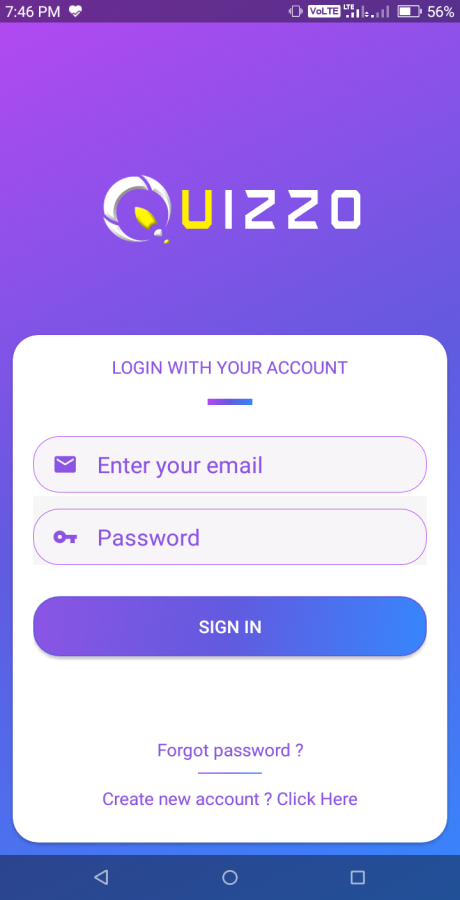 7:46 PM VoLTE LTE 56%
QUIZZO
LOGIN WITH YOUR ACCOUNT
Enter your email
Password
SIGN IN
Forgot password ?
Create new account ? Click Here